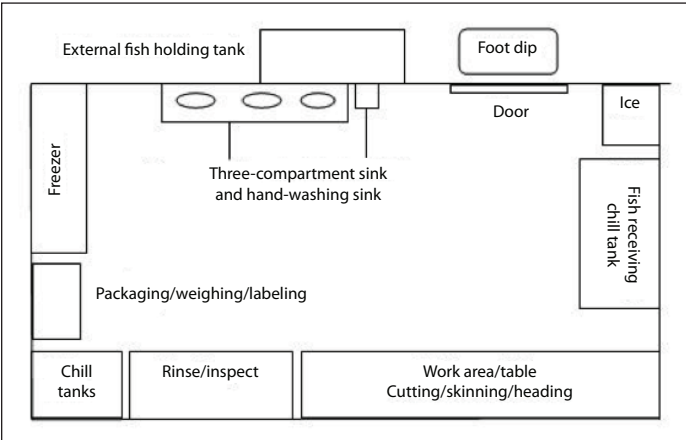 External fish holding tank
Foot dip
Door
Ice
Freezer
Three-compartment sink
and hand-washing sink
Fish receiving
chill tank
Packaging/weighing/labeling
Chill
tanks
Rinse/inspect
Work area/table
Cutting/skinning/heading